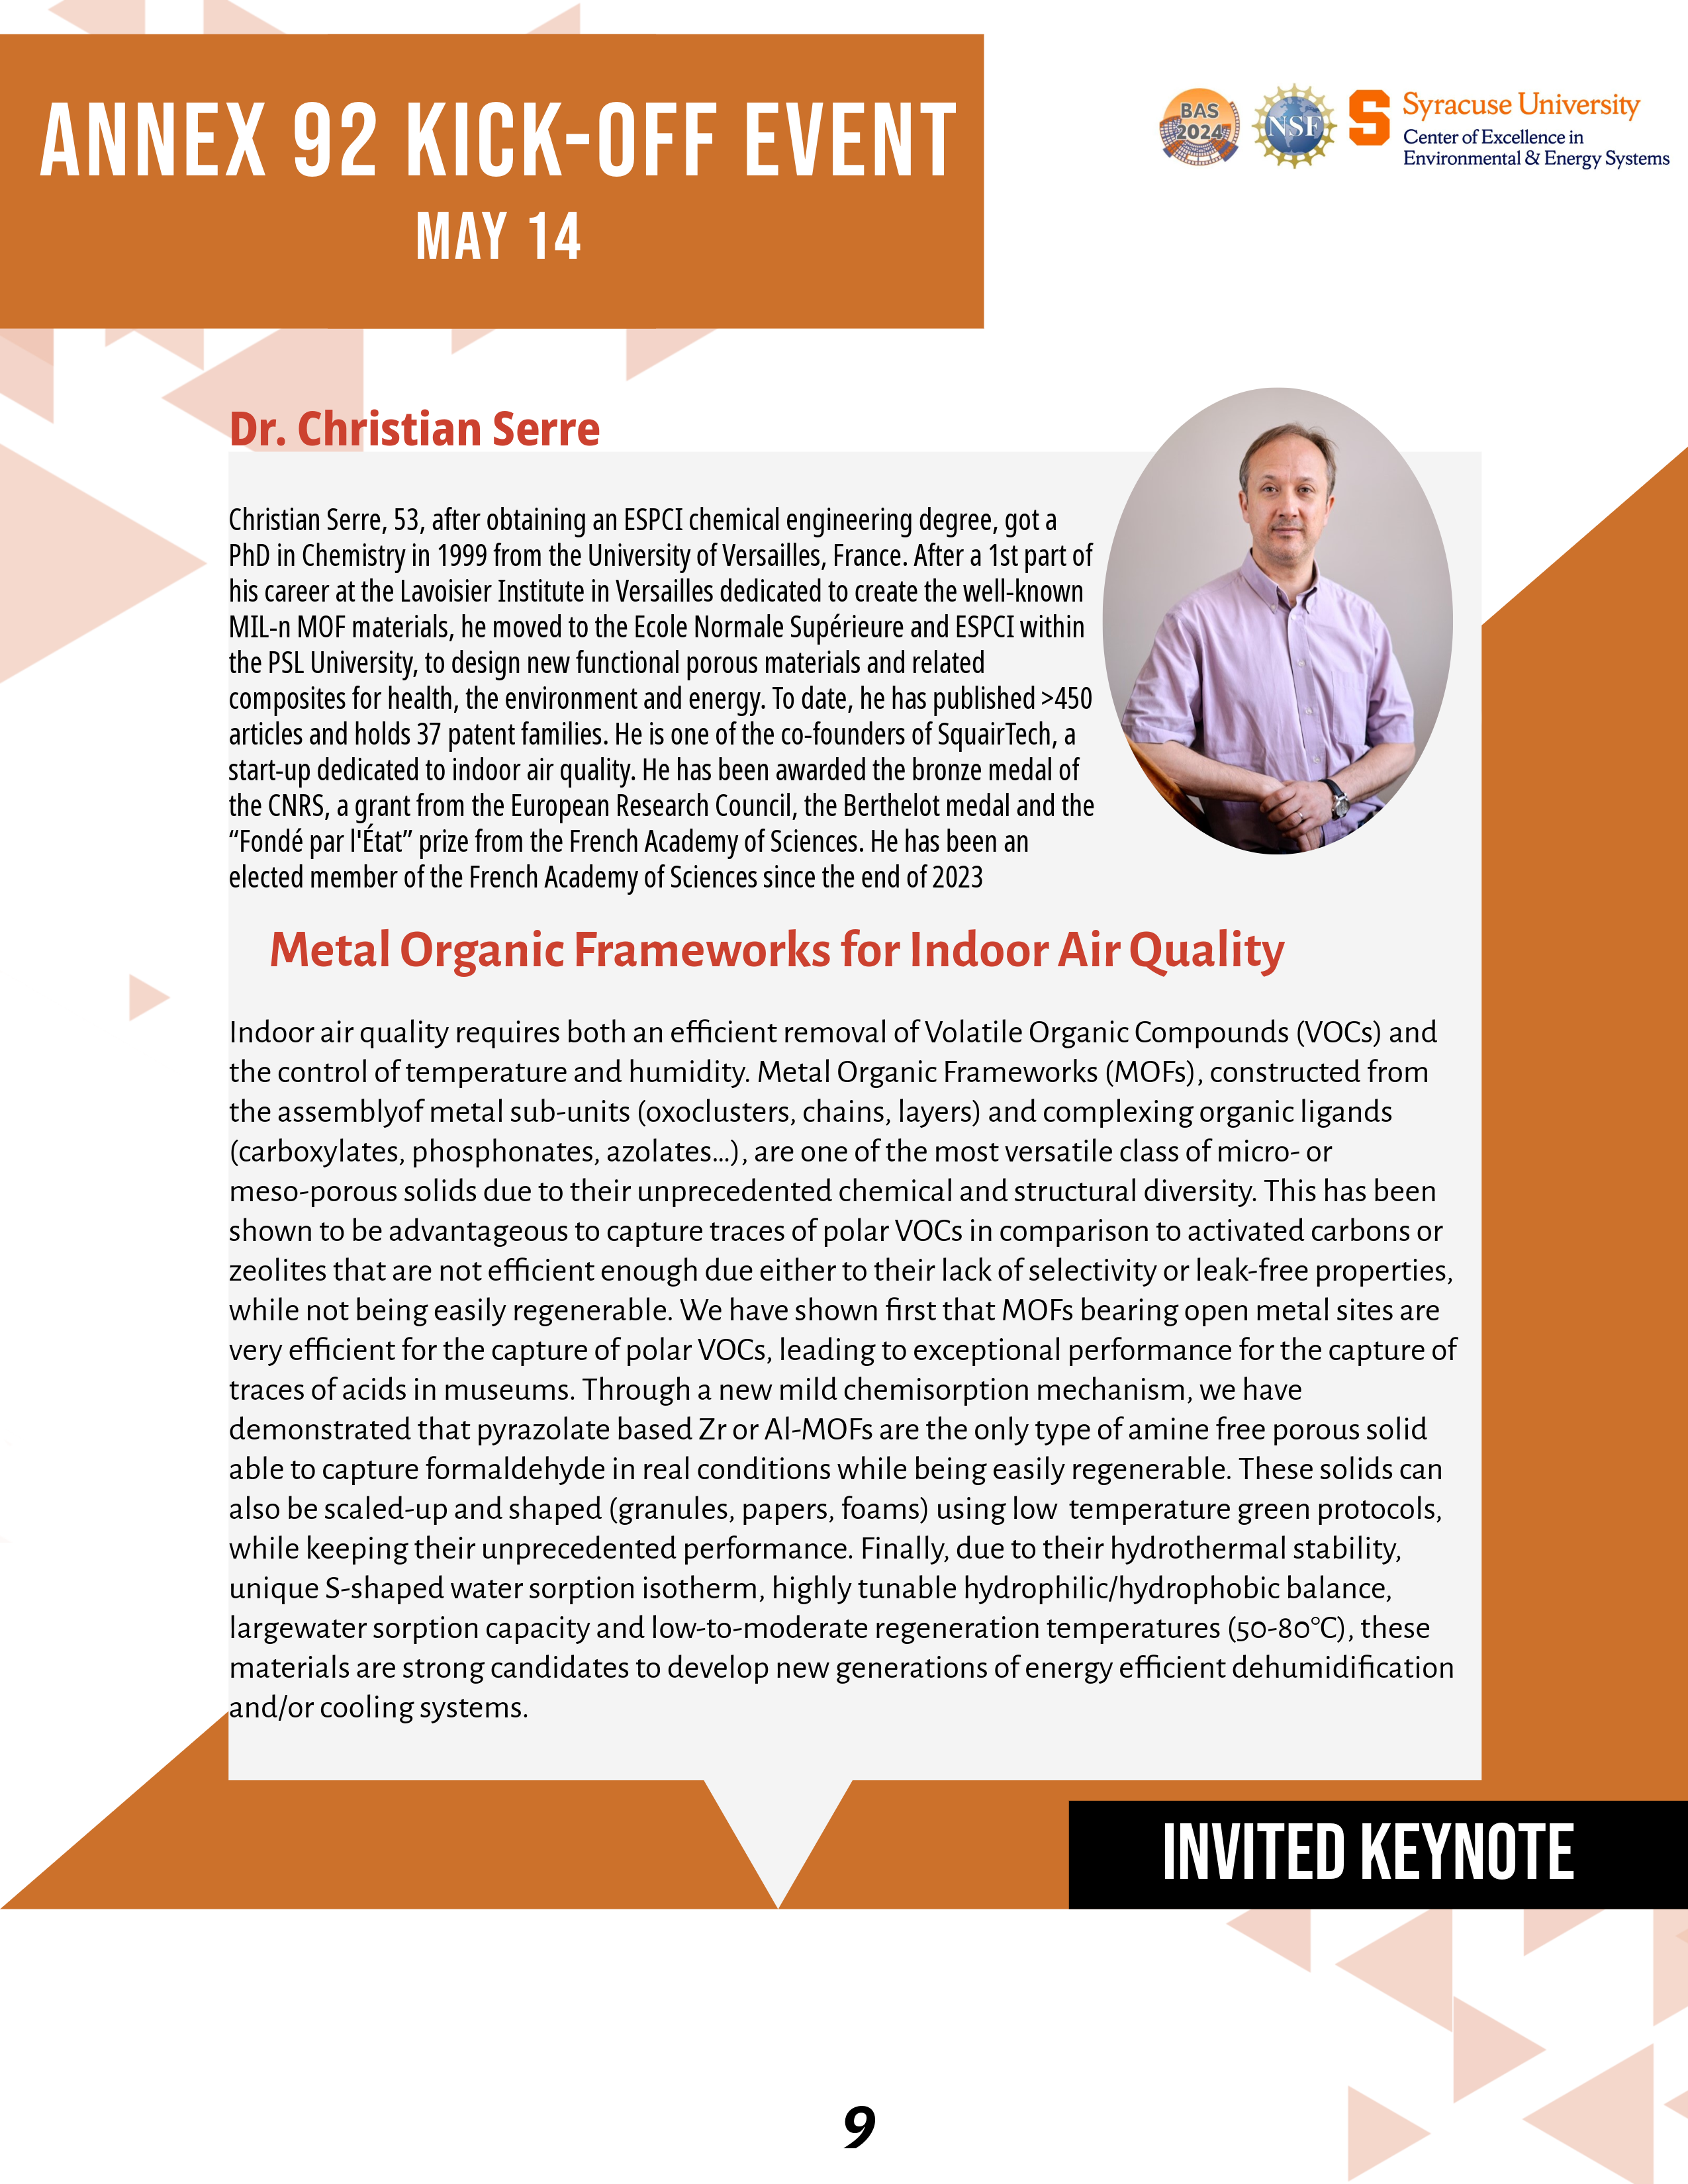 ANNEX 92 KICK-OFF EVENT
MAY 14
BAS
2024
NSF
S
Syracuse University
Center of Excellence in
Environmental & Energy Systems
Dr. Christian Serre
Christian Serre, 53, after obtaining an ESPCI chemical engineering degree, got a
PhD in Chemistry in 1999 from the University of Versailles, France. After a 1st part of
his career at the Lavoisier Institute in Versailles dedicated to create the well-known
MIL-n MOF materials, he moved to the Ecole Normale Supérieure and ESPCI within
the PSL University, to design new functional porous materials and related
composites for health, the environment and energy. To date, he has published >450
articles and holds 37 patent families. He is one of the co-founders of SquairTech, a
start-up dedicated to indoor air quality. He has been awarded the bronze medal of
the CNRS, a grant from the European Research Council, the Berthelot medal and the
“Fondé par l'État” prize from the French Academy of Sciences. He has been an
elected member of the French Academy of Sciences since the end of 2023
Metal Organic Frameworks for Indoor Air Quality
Indoor air quality requires both an efficient removal of Volatile Organic Compounds (VOCs) and
the control of temperature and humidity. Metal Organic Frameworks (MOFs), constructed from
the assemblyof metal sub-units (oxoclusters, chains, layers) and complexing organic ligands
(carboxylates, phosphonates, azolates…), are one of the most versatile class of micro- or
meso-porous solids due to their unprecedented chemical and structural diversity. This has been
shown to be advantageous to capture traces of polar VOCs in comparison to activated carbons or
zeolites that are not efficient enough due either to their lack of selectivity or leak-free properties,
while not being easily regenerable. We have shown first that MOFs bearing open metal sites are
very efficient for the capture of polar VOCs, leading to exceptional performance for the capture of
traces of acids in museums. Through a new mild chemisorption mechanism, we have
demonstrated that pyrazolate based Zr or Al-MOFs are the only type of amine free porous solid
able to capture formaldehyde in real conditions while being easily regenerable. These solids can
also be scaled-up and shaped (granules, papers, foams) using low  temperature green protocols,
while keeping their unprecedented performance. Finally, due to their hydrothermal stability,
unique S-shaped water sorption isotherm, highly tunable hydrophilic/hydrophobic balance,
largewater sorption capacity and low-to-moderate regeneration temperatures (50-80°C), these
materials are strong candidates to develop new generations of energy efficient dehumidification
and/or cooling systems.
INVITED KEYNOTE
9